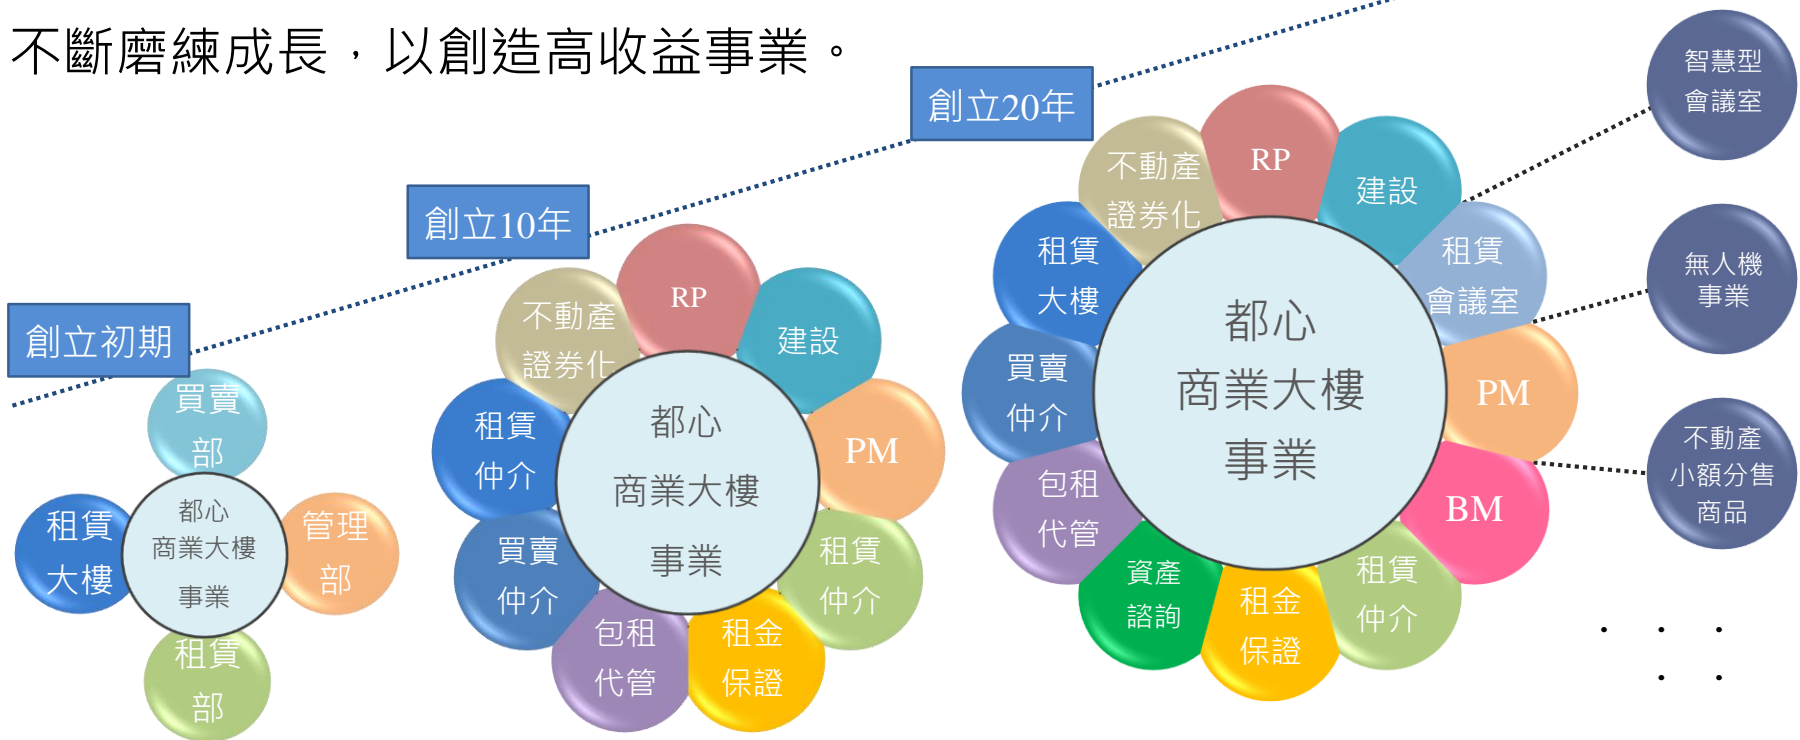 不斷磨練成長，以創造高收益事業。
創立初期
買賣
部
租賃
大樓
都心
商業大樓
事業
管理
部
租賃
部
創立10年
RP
不動產
證券化
建設
租賃
仲介
都心
商業大樓
事業
PM
買賣
仲介
租賃
仲介
包租
代管
租金
保證
創立20年
RP
不動產
證券化
建設
租賃
大樓
租賃
會議室
都心
商業大樓
事業
買賣
仲介
PM
包租
代管
BM
資產
諮詢
租金
保證
租賃
仲介
智慧型
會議室
無人機
事業
不動產
小額分售
商品
. . .
. .